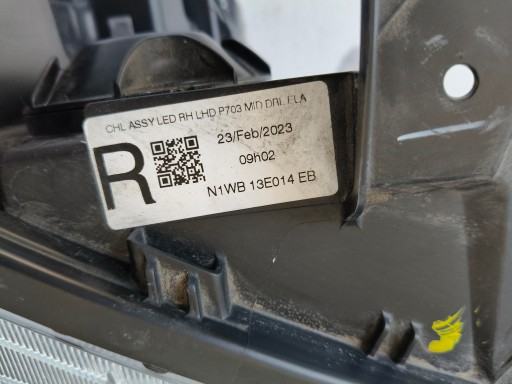 CHL ASSY LED RH LHD P703 MID DRL ELA
R
23/Feb/2023
09h02
N1WB 13E014 EB